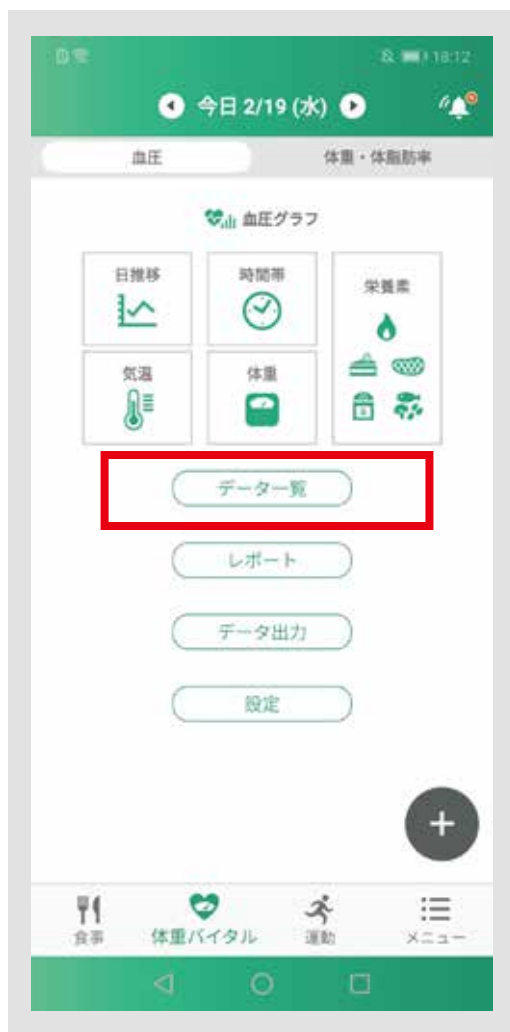 18:12
今日 2/19 (水)
血圧 体重・体脂肪率
血圧グラフ
日推移 時間帯 栄養素
気温 体重
データ一覧
レポート
データ出力
設定
食事 体重バイタル 運動 メニュー